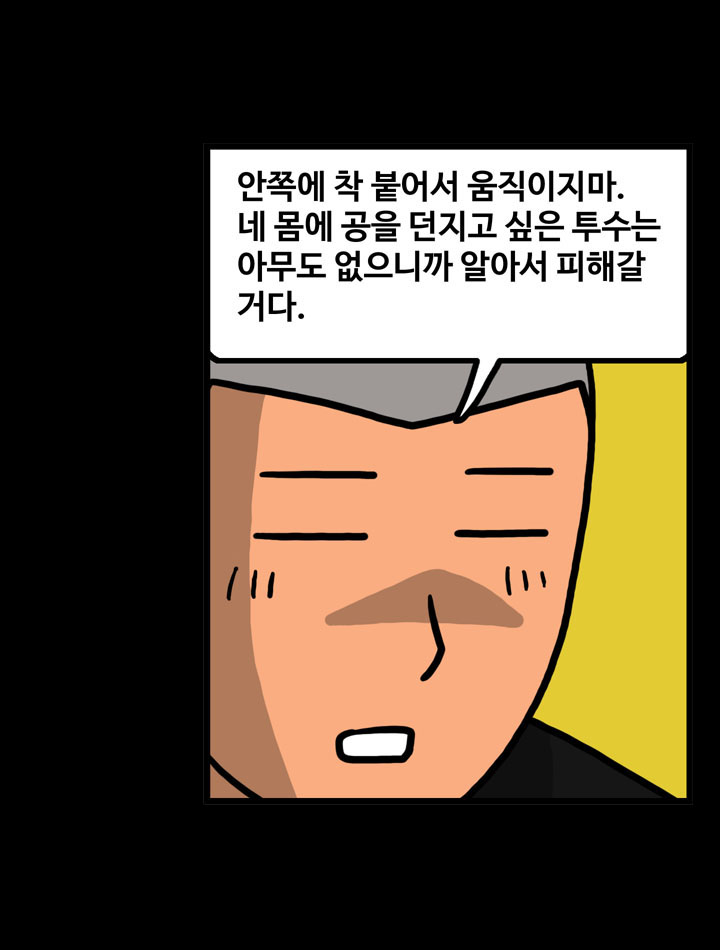 안쪽에 착 붙어서 움직이지마.
네 몸에 공을 던지고 싶은 투수는
아무도 없으니까 알아서 피해갈
거다.